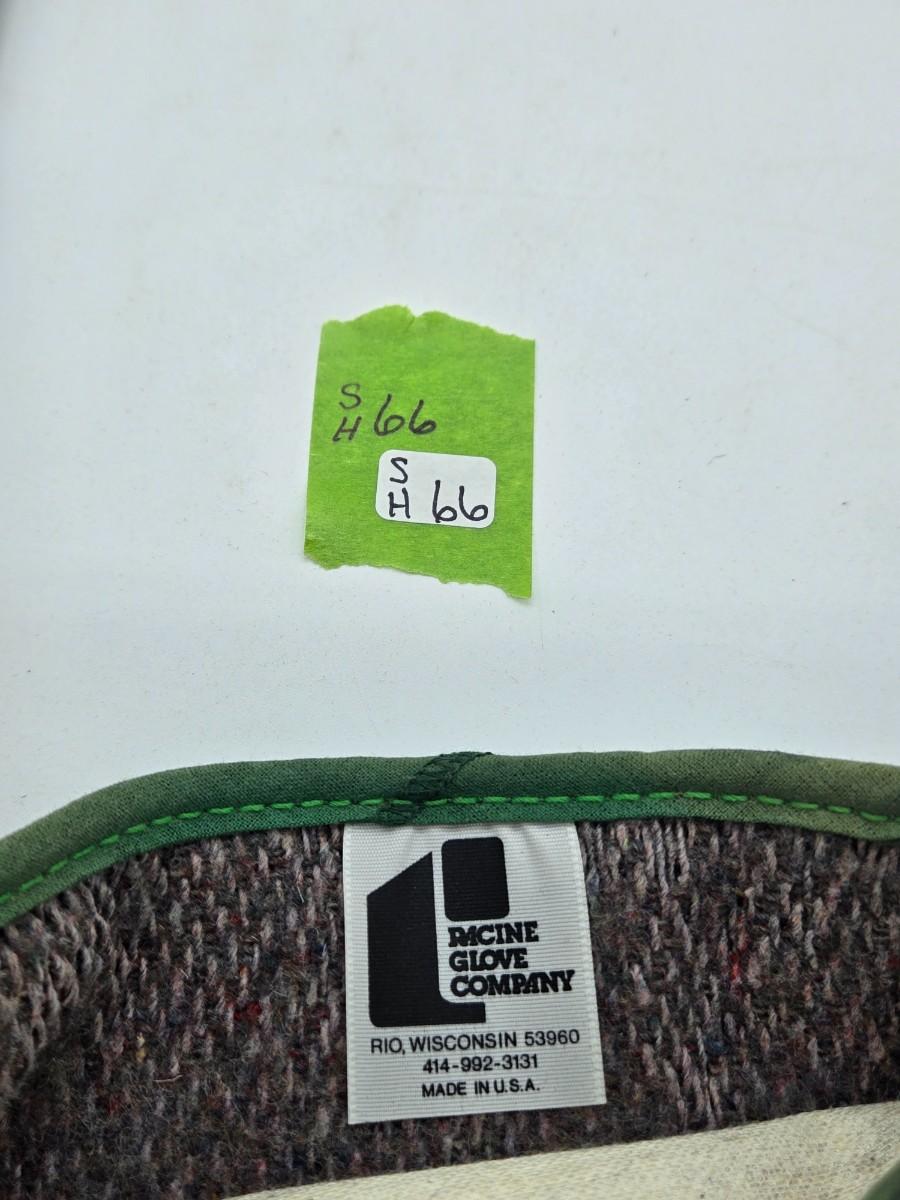 S
H 66
S
H 66
RACINE
GLOVE
COMPANY
RIO, WISCONSIN 53960
414-992-3131
MADE IN U.S.A.